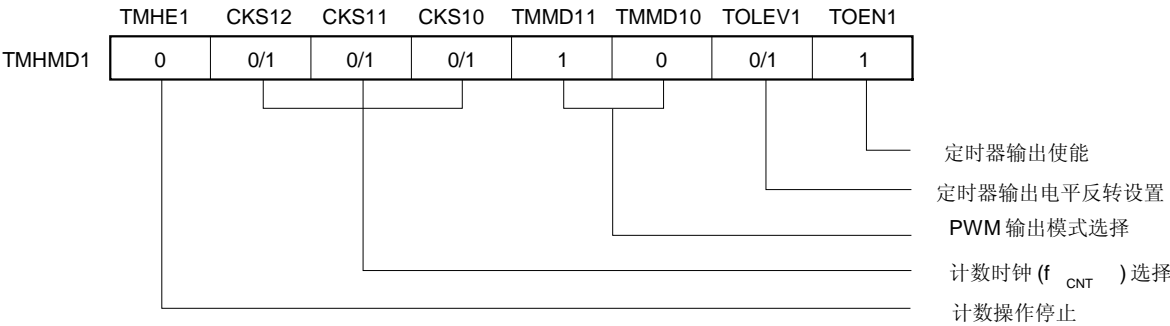 TMHE1 CKS12 CKS11 CKS10 TMMD11 TMMD10 TOLEV1 TOEN1
TMHMD1 0 0/1 0/1 0/1 1 0 0/1 1
定时器输出使能
定时器输出电平反转设置
PWM 输出模式选择
计数时钟 (f CNT ) 选择
计数操作停止